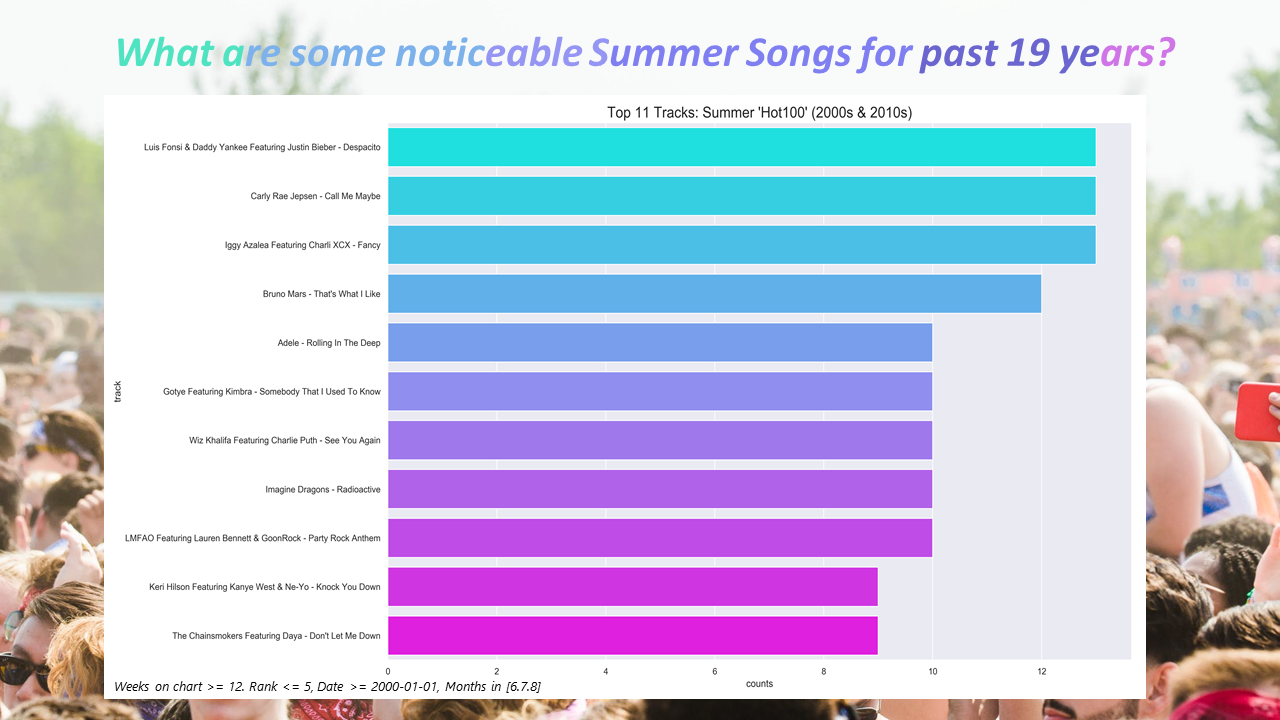 What are some noticeable Summer Songs for past 19 years?
Top 11 Tracks: Summer 'Hot100' (2000s & 2010s)
Luis Fonsi & Daddy Yankee Featuring Justin Bieber - Despacito
Carly Rae Jepsen - Call Me Maybe
Iggy Azalea Featuring Charli XCX - Fancy
Bruno Mars - That's What I Like
Adele - Rolling In The Deep
Gotye Featuring Kimbra - Somebody That I Used To Know
Wiz Khalifa Featuring Charlie Puth - See You Again
Imagine Dragons - Radioactive
LMFAO Featuring Lauren Bennett & GoonRock - Party Rock Anthem
Keri Hilson Featuring Kanye West & Ne-Yo - Knock You Down
The Chainsmokers Featuring Daya - Don't Let Me Down
track
0 2 4 6 8 10 12
counts
Weeks on chart >= 12. Rank <= 5, Date >= 2000-01-01, Months in [6.7.8]